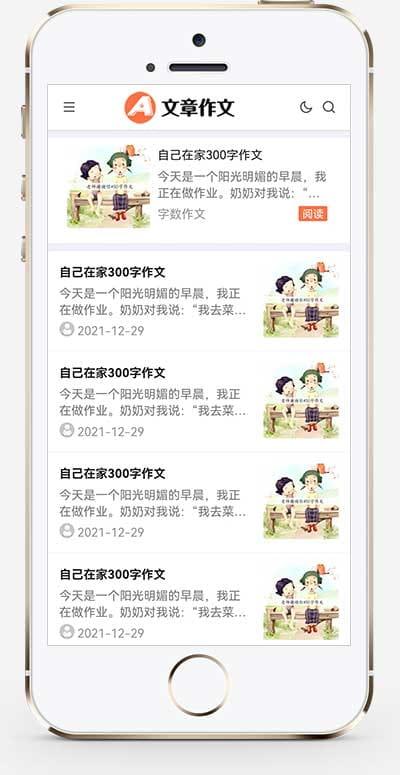 文章作文
自己在家300字作文
今天是一个阳光明媚的早晨，我
正在做作业。奶奶对我说：“ ...
字数作文
阅读
自己在家300字作文
今天是一个阳光明媚的早晨，我正
在做作业。奶奶对我说：“我去菜...
2021-12-29
自己在家300字作文
今天是一个阳光明媚的早晨，我正
在做作业。奶奶对我说：“我去菜...
2021-12-29
自己在家300字作文
今天是一个阳光明媚的早晨，我正
在做作业。奶奶对我说：“我去菜...
2021-12-29
自己在家300字作文
今天是一个阳光明媚的早晨，我正
在做作业。奶奶对我说：“我去菜...
2021-12-29